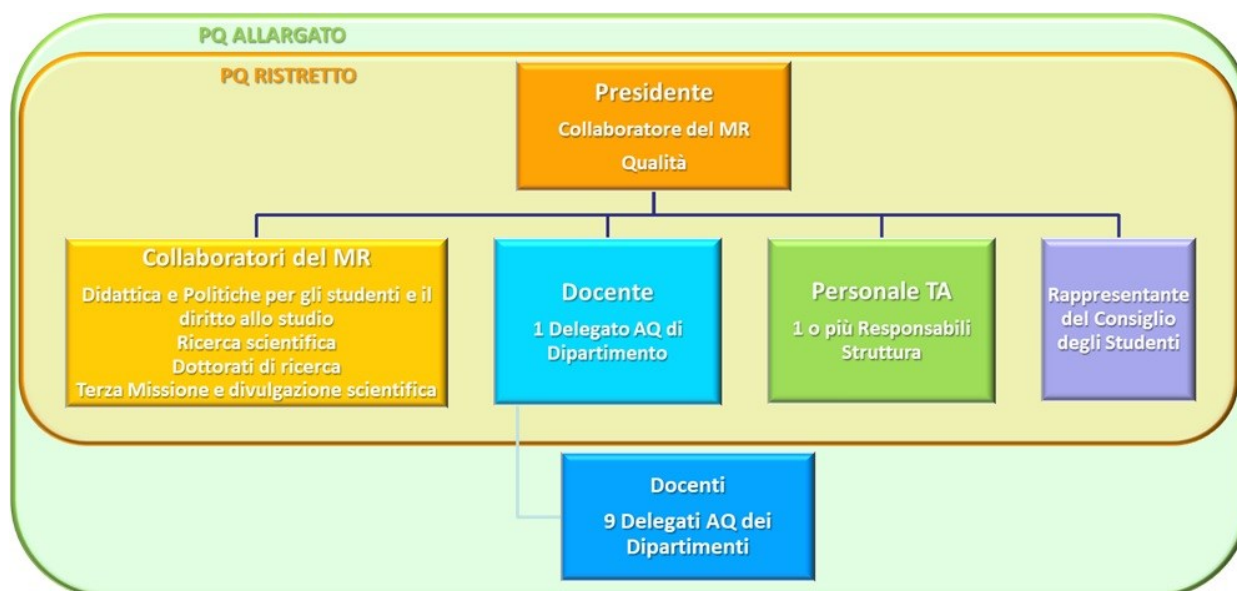 PQ ALLARGATO
PQ RISTRETTO
Presidente
Collaboratore del MR
Qualità
Collaboratori del MR
Didattica e Politiche per gli studenti e il
diritto allo studio
Ricerca scientifica
Dottorati di ricerca
Terza Missione e divulgazione scientifica
Docente
1 Delegato AQ di
Dipartimento
Personale TA
1 o più Responsabili
Struttura
Rappresentante
del Consiglio
degli Studenti
Docenti
9 Delegati AQ dei
Dipartimenti